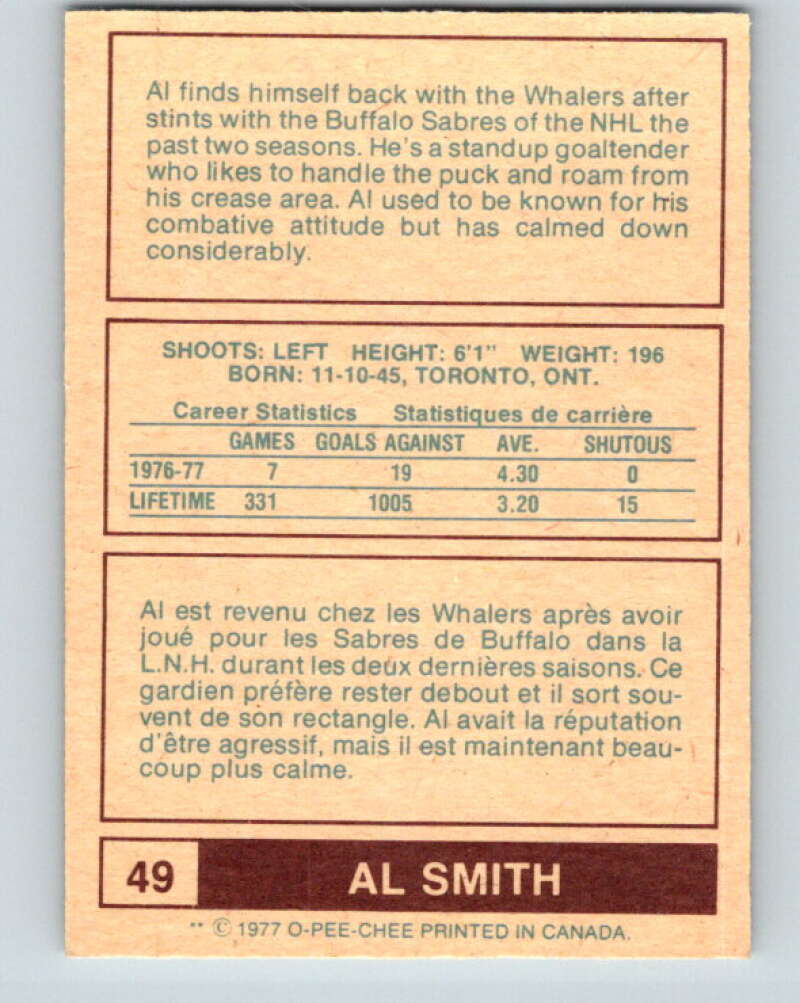 Al finds himself back with the Whalers after
stints with the Buffalo Sabres of the NHL the
past two seasons. He's a standup goaltender
who likes to handle the puck and roam from
his crease area. Al used to be known for his
combative attitude but has calmed down
considerably.
SHOOTS: LEFT HEIGHT: 6'1" WEIGHT: 196
BORN: 11-10-45, TORONTO, ONT.
Career Statistics Statistiques de carrière
GAMES GOALS AGAINST AVE. SHUTOUS
1976-77 7 19 4.30 0
LIFETIME 331 1005 3.20 15
Al est revenu chez les Whalers après avoir
joué pour les Sabres de Buffalo dans la
L.N.H. durant les deux dernières saisons. Ce
gardien préfère rester debout et il sort sou-
vent de son rectangle. Al avait la réputation
d'être agressif, mais il est maintenant beau-
coup plus calme.
49 AL SMITH
** © 1977 O-PEE-CHEE PRINTED IN CANADA.